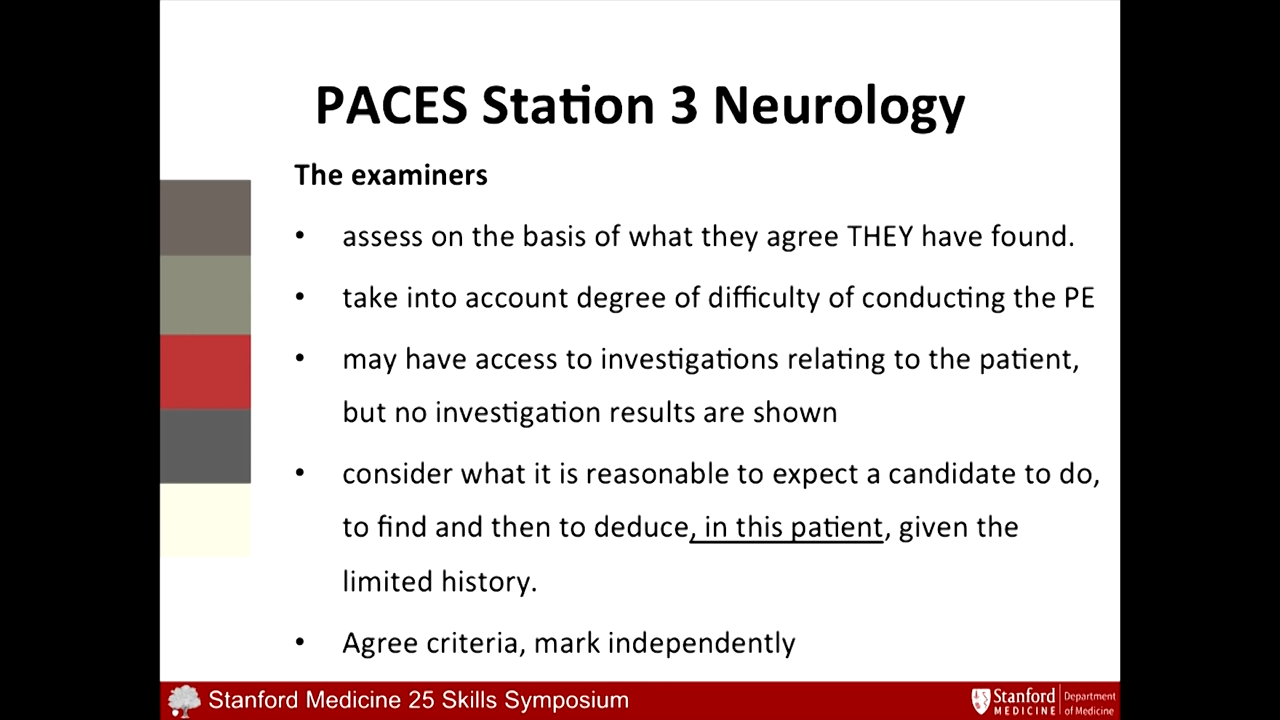 PACES Station 3 Neurology
The examiners
• assess on the basis of what they agree THEY have found.
• take into account degree of difficulty of conducting the PE
• may have access to investigations relating to the patient,
but no investigation results are shown
• consider what it is reasonable to expect a candidate to do,
to find and then to deduce, in this patient, given the
limited history.
• Agree criteria, mark independently
Stanford Medicine 25 Skills Symposium
Stanford
MEDICINE
Department
of Medicine